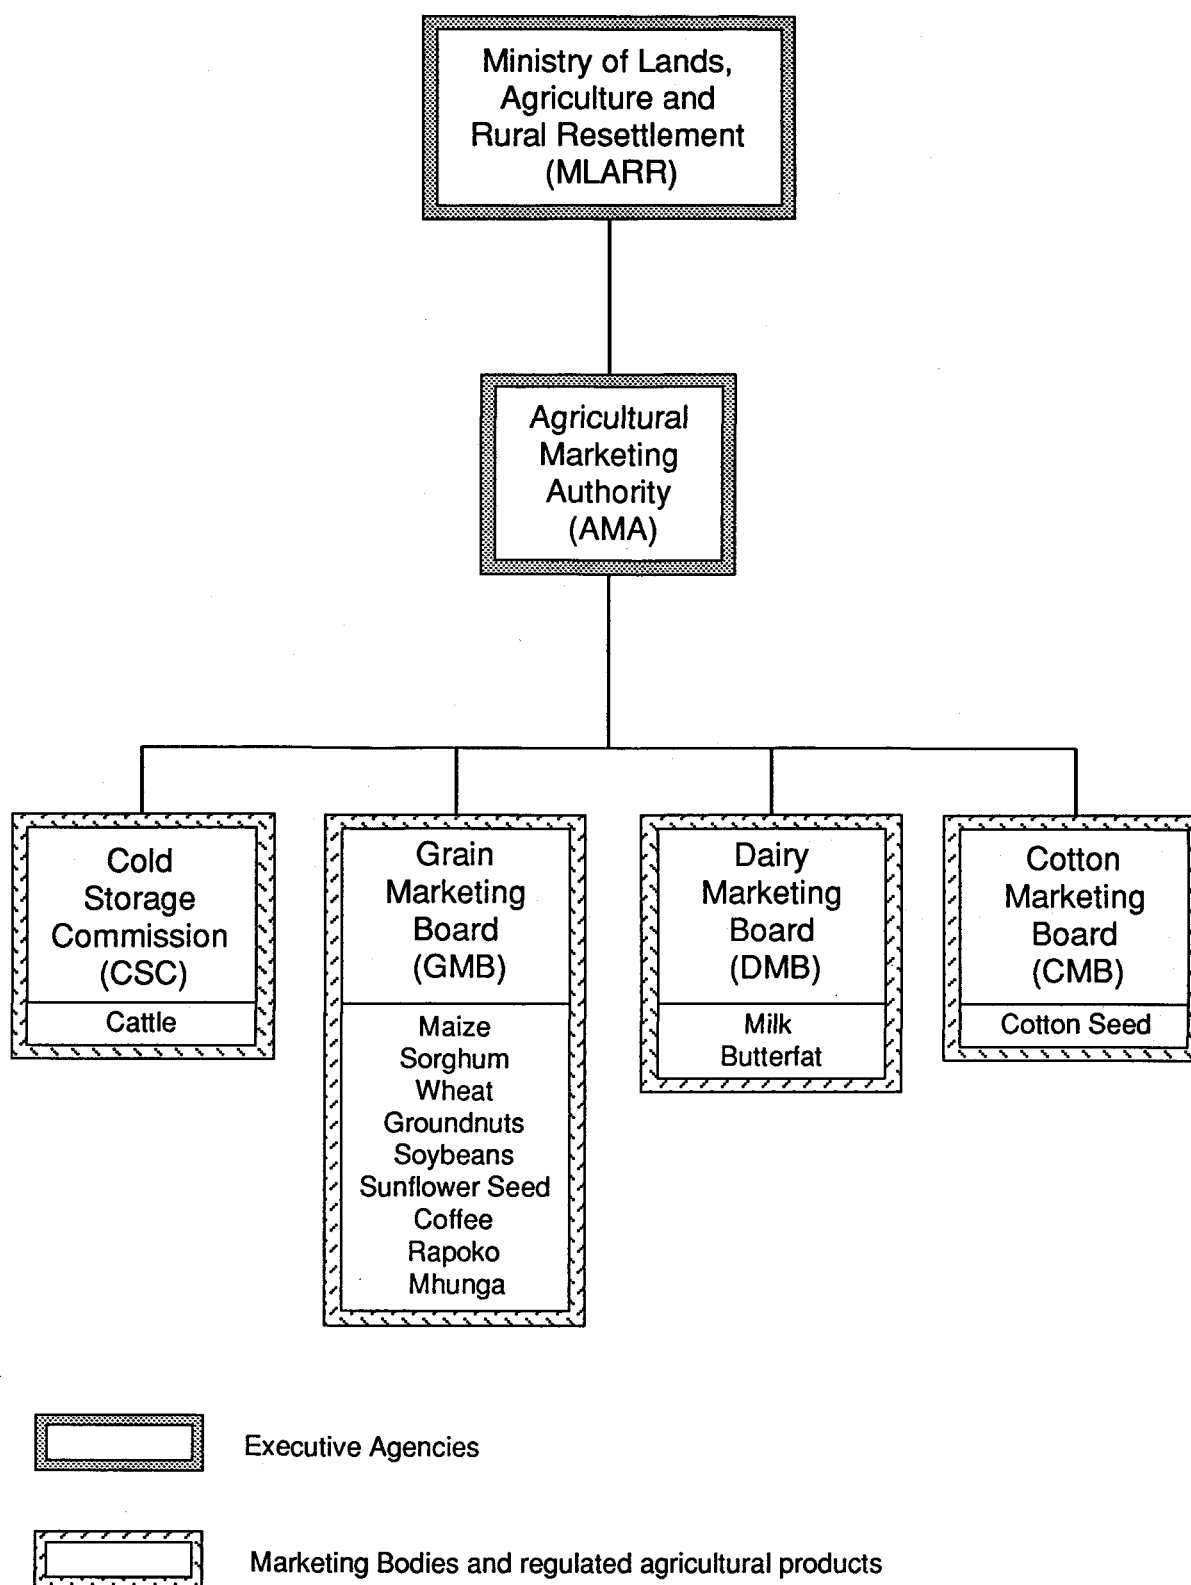 Ministry of Lands,
Agriculture and
Rural Resettlement
(MLARR)
Agricultural
Marketing
Authority
(AMA)
Cold
Storage
Commission
(CSC)
Cattle
Grain
Marketing
Board
(GMB)
Maize
Sorghum
Wheat
Groundnuts
Soybeans
Sunflower Seed
Coffee
Rapoko
Mhunga
Dairy
Marketing
Board
(DMB)
Milk
Butterfat
Cotton
Marketing
Board
(CMB)
Cotton Seed
Executive Agencies
Marketing Bodies and regulated agricultural products